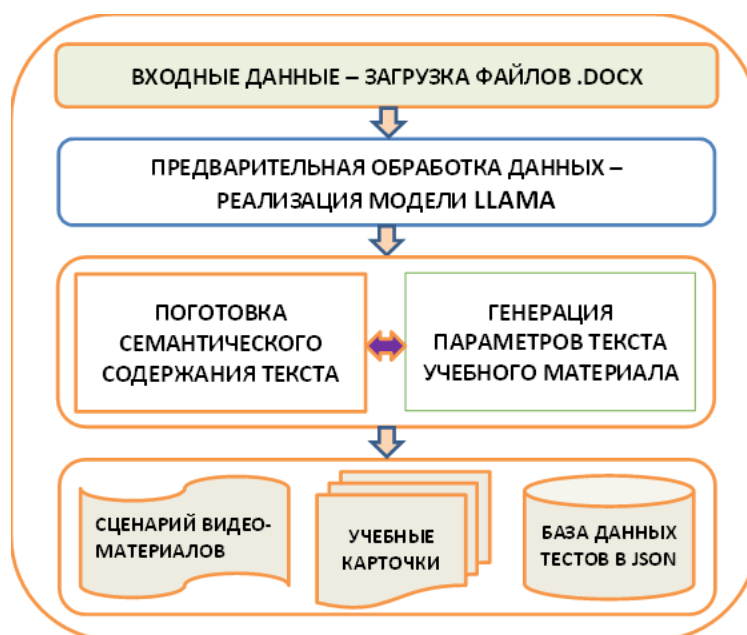 ВХОДНЫЕ ДАННЫЕ – ЗАГРУЗКА ФАЙЛОВ .DOCX
ПРЕДВАРИТЕЛЬНАЯ ОБРАБОТКА ДАННЫХ –
РЕАЛИЗАЦИЯ МОДЕЛИ LLAMA
ПОГОТОВКА
СЕМАНТИЧЕСКОГО
СОДЕРЖАНИЯ ТЕКСТА
ГЕНЕРАЦИЯ
ПАРАМЕТРОВ ТЕКСТА
УЧЕБНОГО МАТЕРИАЛА
СЦЕНАРИЙ ВИДЕО-
МАТЕРИАЛОВ
УЧЕБНЫЕ
КАРТОЧКИ
БАЗА ДАННЫХ
ТЕСТОВ В JSON